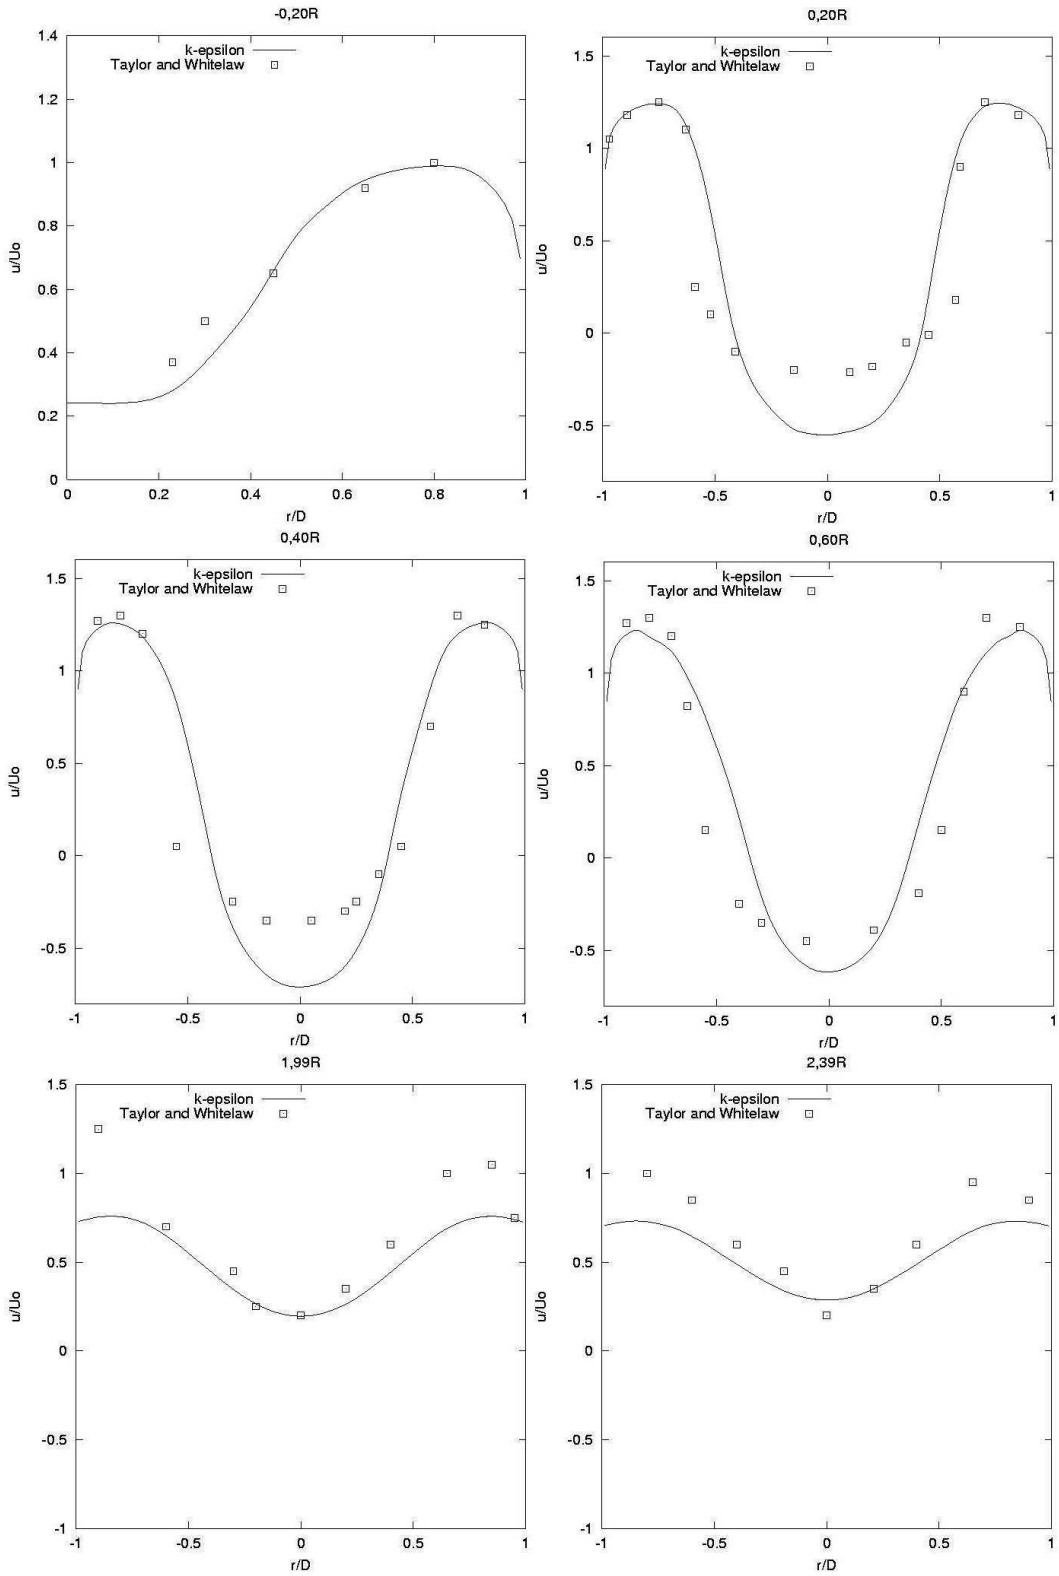 -0,20R
1.4
1.2
1
0.8
0.6
0.4
0.2
0
u/Uo
k-epsilon
Taylor and Whitelaw
0 0.2 0.4 0.6 0.8 1
r/D
0,20R
1.5
1
0.5
0
-0.5
u/Uo
k-epsilon
Taylor and Whitelaw
-1 -0.5 0 0.5 1
r/D
0,40R
1.5
1
0.5
0
-0.5
u/Uo
k-epsilon
Taylor and Whitelaw
-1 -0.5 0 0.5 1
r/D
0,60R
1.5
1
0.5
0
-0.5
u/Uo
k-epsilon
Taylor and Whitelaw
-1 -0.5 0 0.5 1
r/D
1,99R
1.5
1
0.5
0
-0.5
-1
u/Uo
k-epsilon
Taylor and Whitelaw
-1 -0.5 0 0.5 1
r/D
2,39R
1.5
1
0.5
0
-0.5
-1
u/Uo
k-epsilon
Taylor and Whitelaw
-1 -0.5 0 0.5 1
r/D